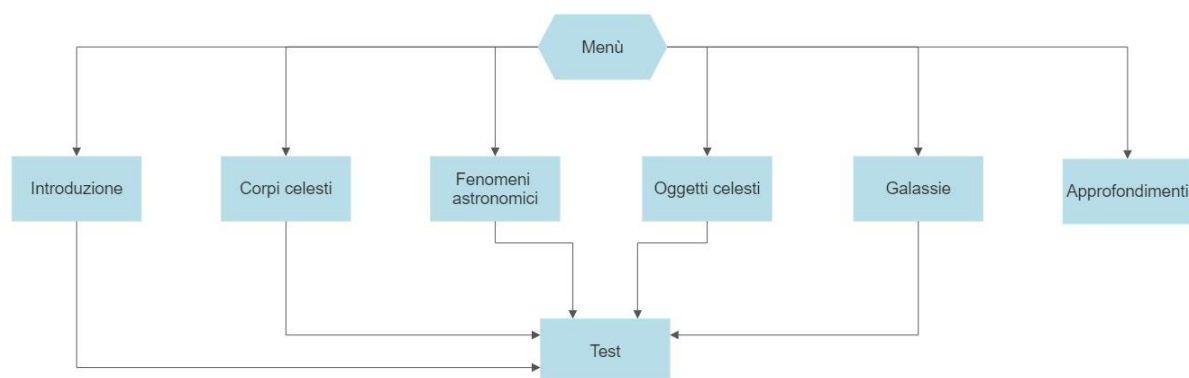 Menù
Introduzione
Corpi celesti
Fenomeni
astronomici
Oggetti celesti
Galassie
Approfondimenti
Test